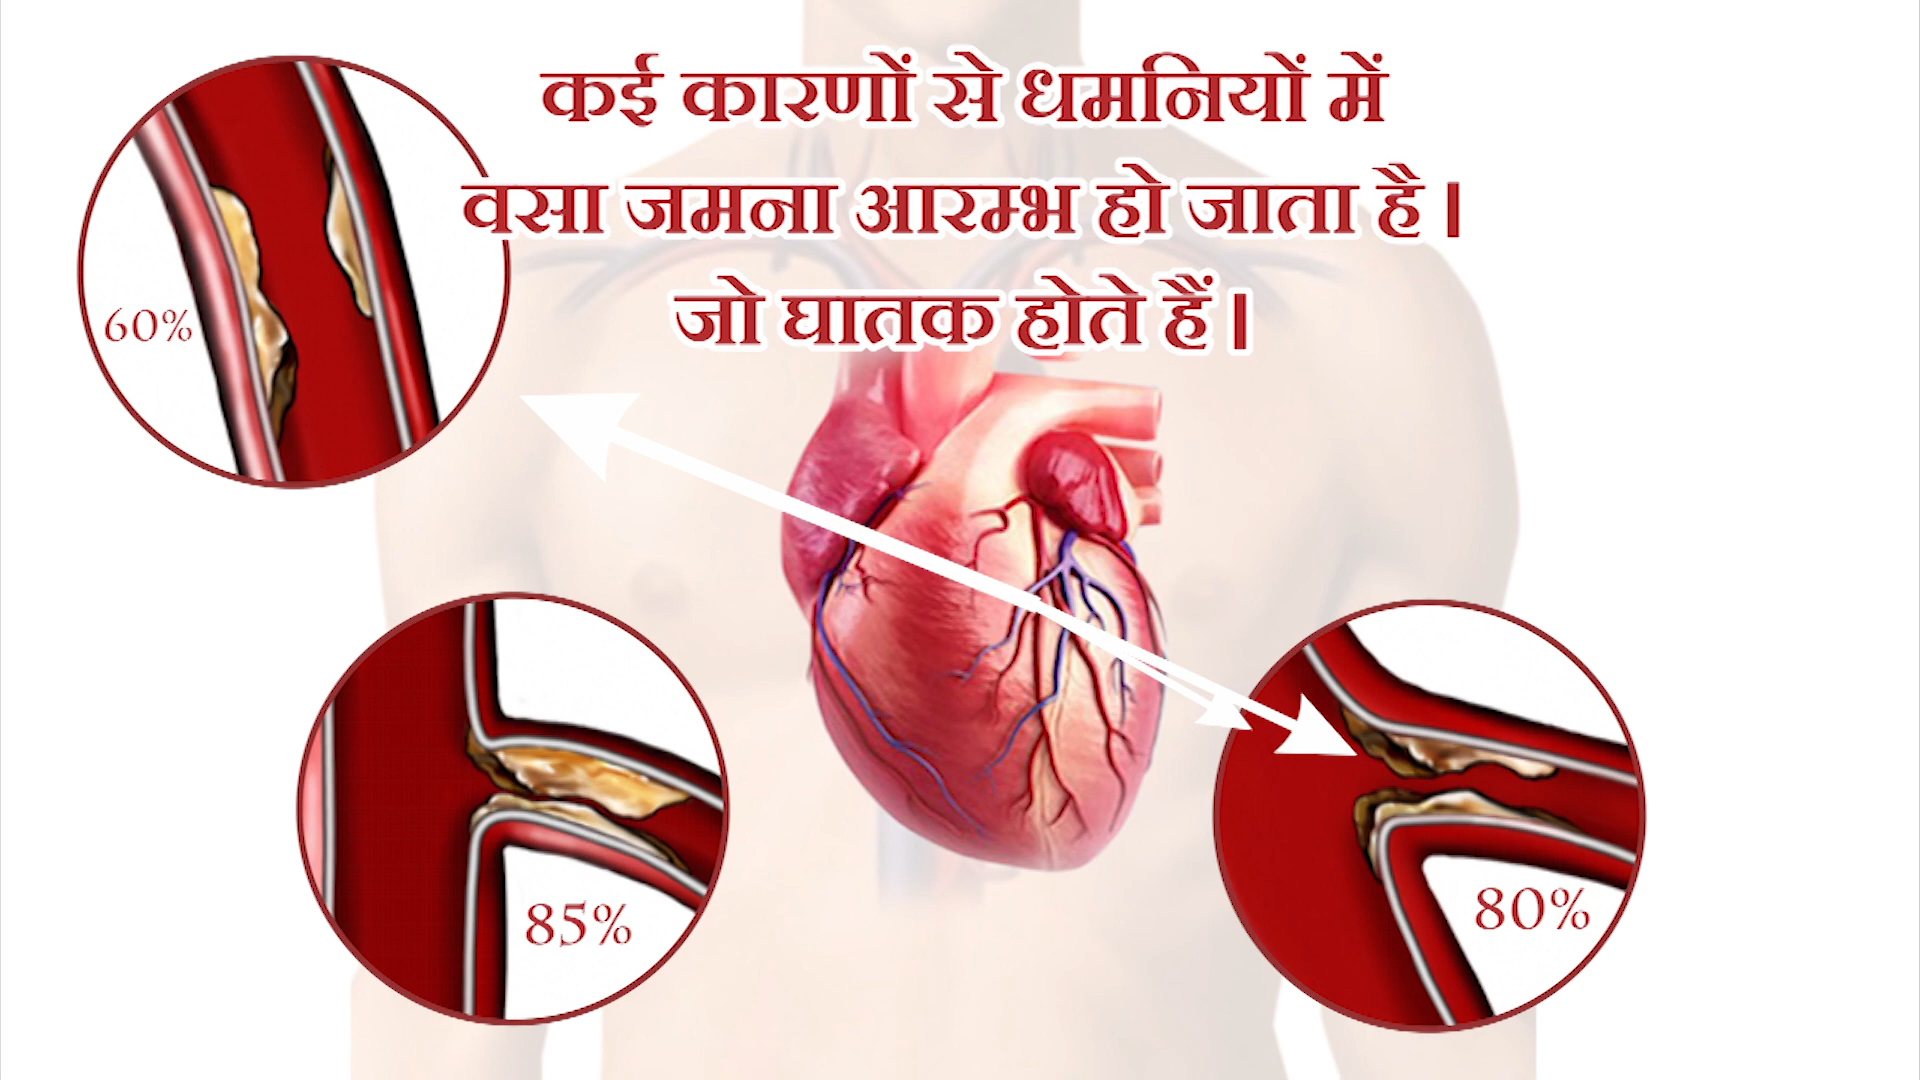 कई कारणों से धमनियों में
वसा जमना आरम्भ हो जाता है।
जो घातक होते हैं।
60%
85%
80%